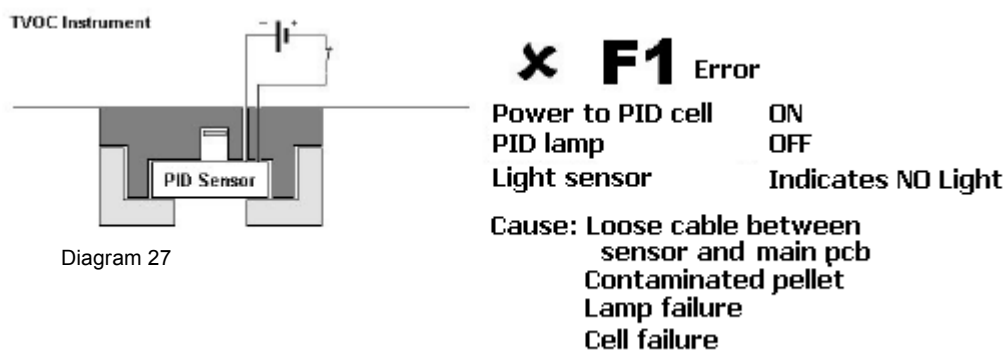 TVOC Instrument
- +
PID Sensor
Diagram 27
✘ F1 Error
Power to PID cell ON
PID lamp OFF
Light sensor Indicates NO Light
Cause: Loose cable between
sensor and main pcb
Contaminated pellet
Lamp failure
Cell failure